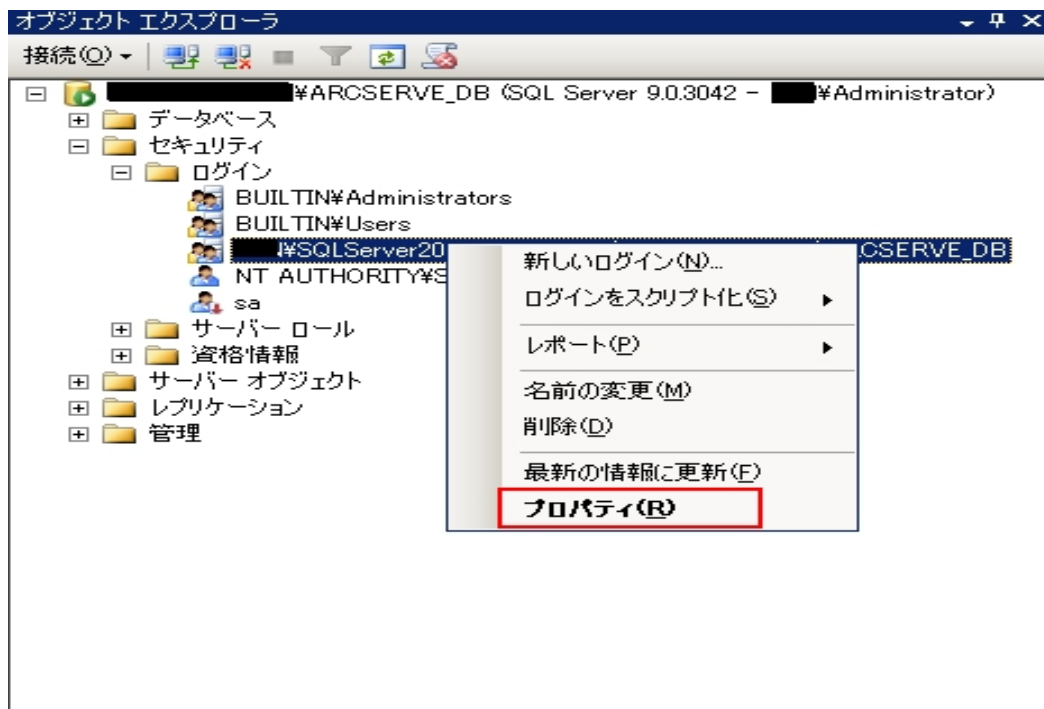 オブジェクト エクスプローラ
接続(O)
¥ARCSERVE_DB (SQL Server 9.0.3042 - ¥Administrator)
データベース
セキュリティ
ログイン
BUILTIN¥Administrators
BUILTIN¥Users
¥SQLServer20 CSERVE_DB
NT AUTHORITY¥S
sa
サーバー ロール
資格情報
サーバー オブジェクト
レプリケーション
管理
新しいログイン(N)...
ログインをスクリプト化(S)
レポート(P)
名前の変更(M)
削除(D)
最新の情報に更新(F)
プロパティ(R)